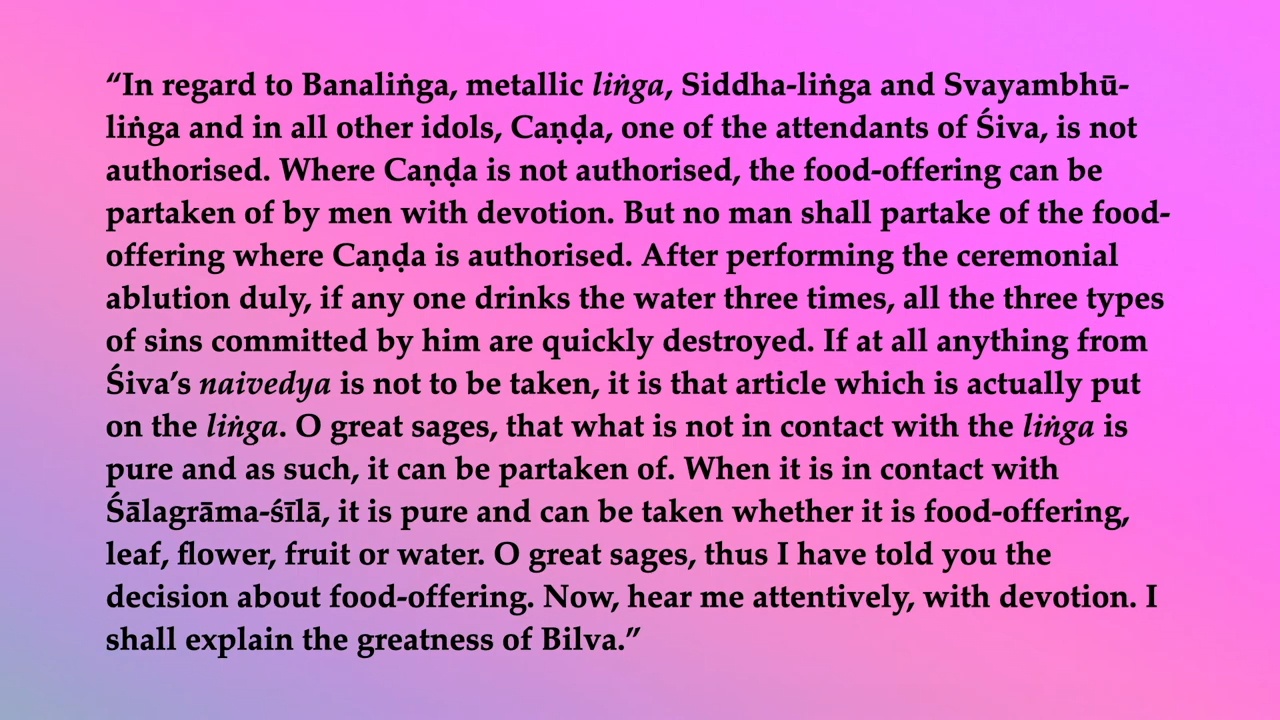 “In regard to Banaliṅga, metallic liṅga, Siddha-liṅga and Svayambhū-
liṅga and in all other idols, Caṇḍa, one of the attendants of Śiva, is not
authorised. Where Caṇḍa is not authorised, the food-offering can be
partaken of by men with devotion. But no man shall partake of the food-
offering where Caṇḍa is authorised. After performing the ceremonial
ablution duly, if any one drinks the water three times, all the three types
of sins committed by him are quickly destroyed. If at all anything from
Śiva’s naivedya is not to be taken, it is that article which is actually put
on the liṅga. O great sages, that what is not in contact with the liṅga is
pure and as such, it can be partaken of. When it is in contact with
Śālagrāma-śīlā, it is pure and can be taken whether it is food-offering,
leaf, flower, fruit or water. O great sages, thus I have told you the
decision about food-offering. Now, hear me attentively, with devotion. I
shall explain the greatness of Bilva.”